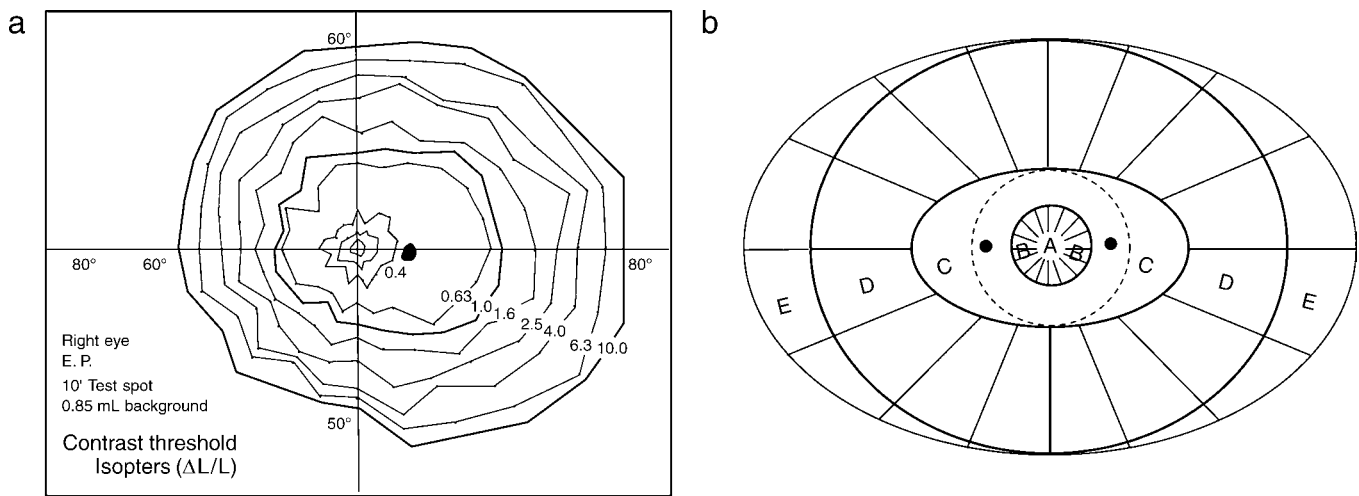 a
60°
80°
60°
80°
0.4
0.63
1.0
1.6
2.5
4.0
6.3
10.0
50°
Right eye
E. P.
10' Test spot
0.85 mL background
Contrast threshold
Isopters (ΔL/L)
b
E
D
C
B
A
B
C
D
E